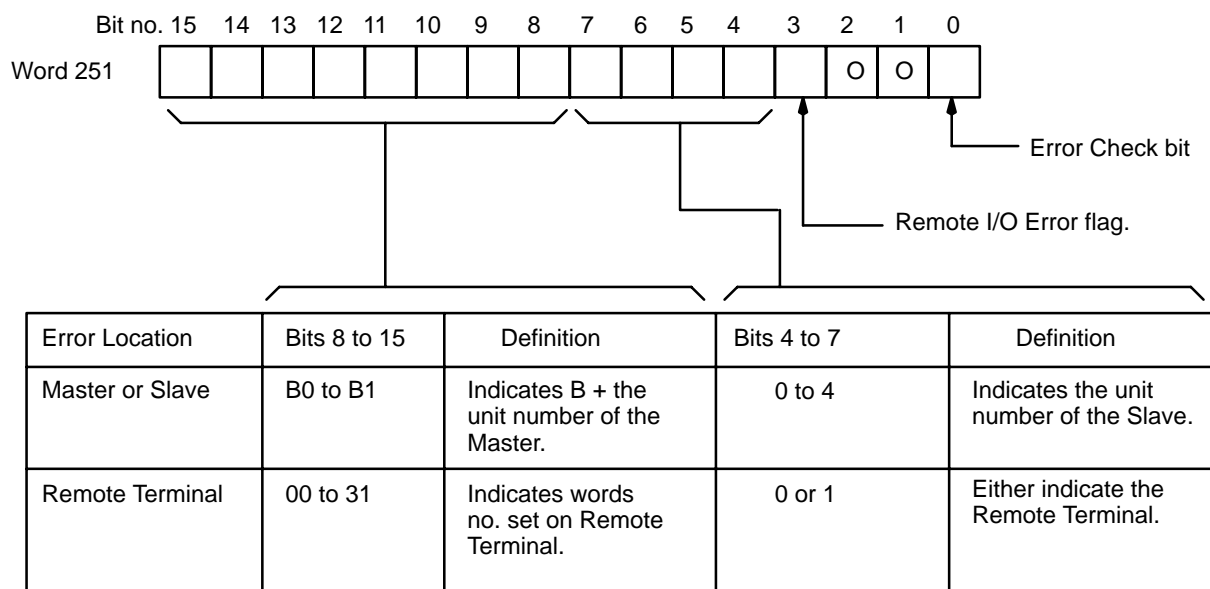 Bit no. 15 14 13 12 11 10 9 8 7 6 5 4 3 2 1 0
Word 251 O O
Error Check bit
Remote I/O Error flag.
Error Location Bits 8 to 15 Definition Bits 4 to 7 Definition
Master or Slave B0 to B1 Indicates B + the 0 to 4 Indicates the unit
unit number of the number of the Slave.
Master.
Remote Terminal 00 to 31 Indicates words 0 or 1 Either indicate the
no. set on Remote Remote Terminal.
Terminal.